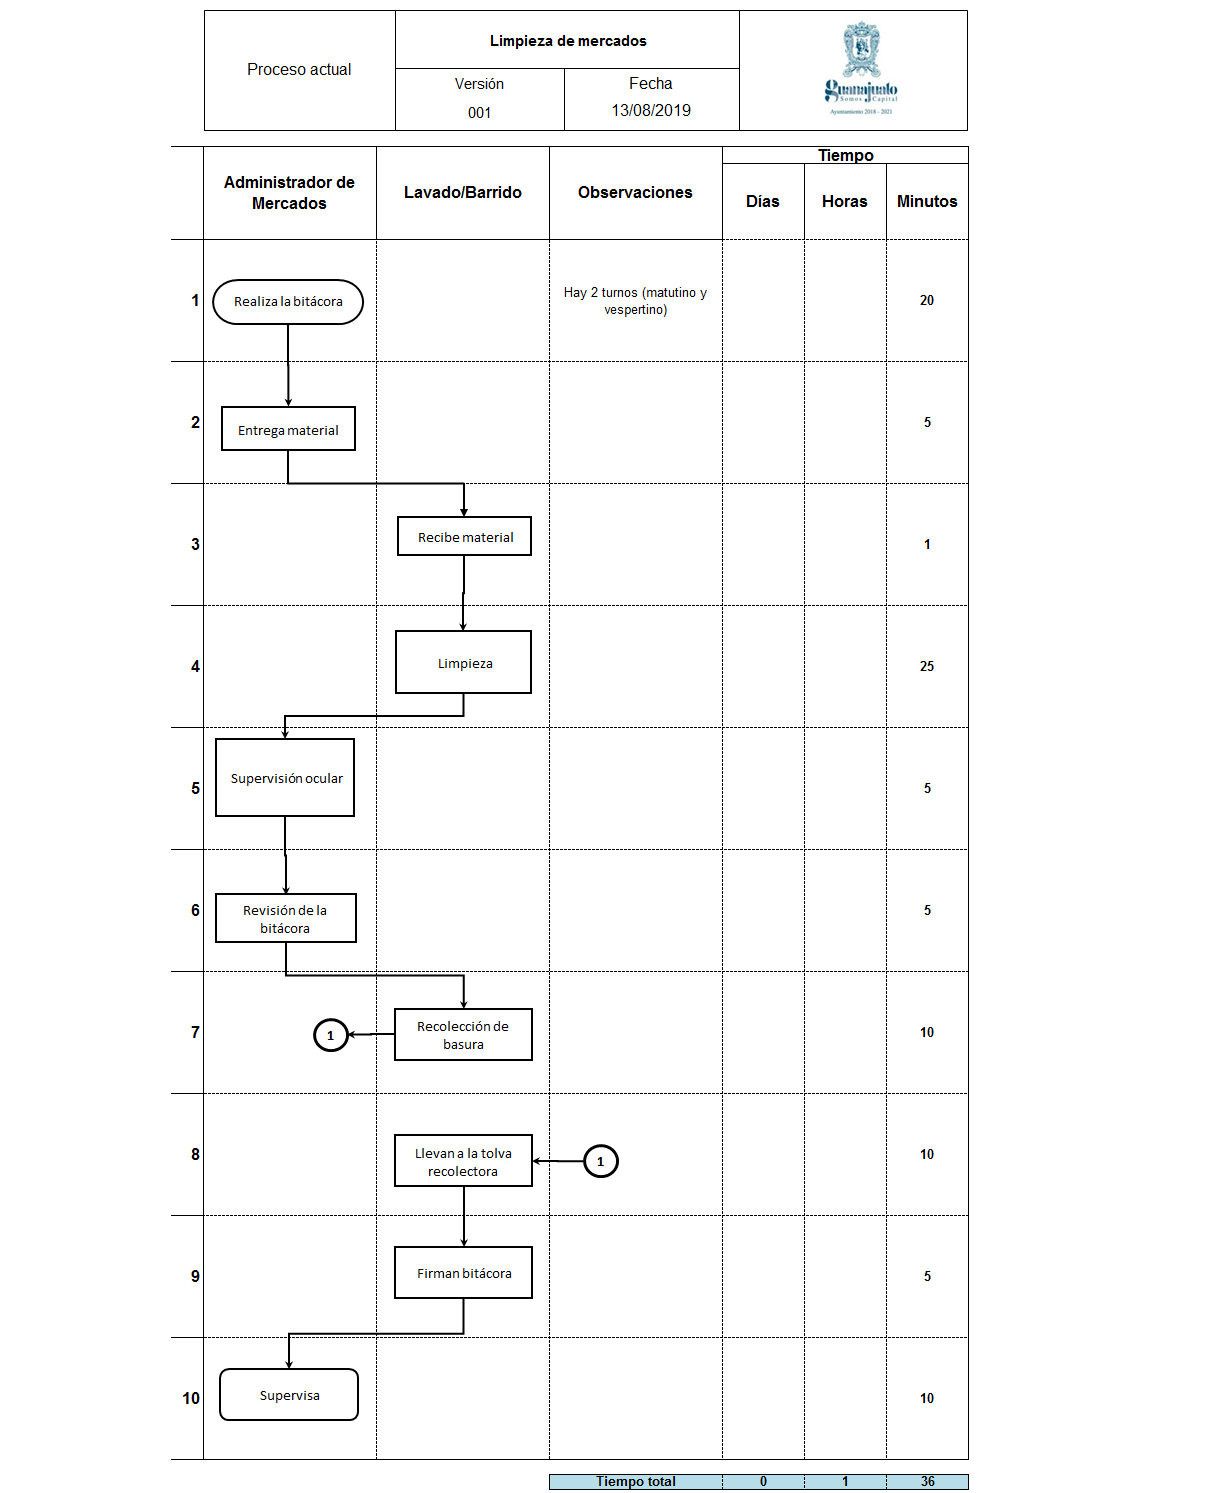 Proceso actual
Limpieza de mercados
Versión
001
Fecha
13/08/2019
Guanajuato
Somos Capital
Ayuntamiento 2018 - 2021
Administrador de
Mercados
Lavado/Barrido
Observaciones
Tiempo
Días
Horas
Minutos
1
Realiza la bitácora
Hay 2 turnos (matutino y
vespertino)
20
2
Entrega material
5
3
Recibe material
1
4
Limpieza
25
5
Supervisión ocular
5
6
Revisión de la
bitácora
5
7
1
Recolección de
basura
10
8
Llevan a la tolva
recolectora
1
10
9
Firman bitácora
5
10
Supervisa
10
Tiempo total
0
1
36